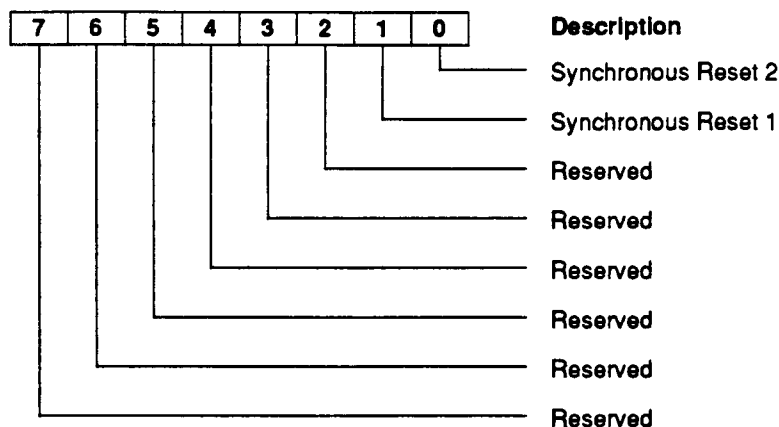 7 6 5 4 3 2 1 0 Description
Synchronous Reset 2
Synchronous Reset 1
Reserved
Reserved
Reserved
Reserved
Reserved
Reserved